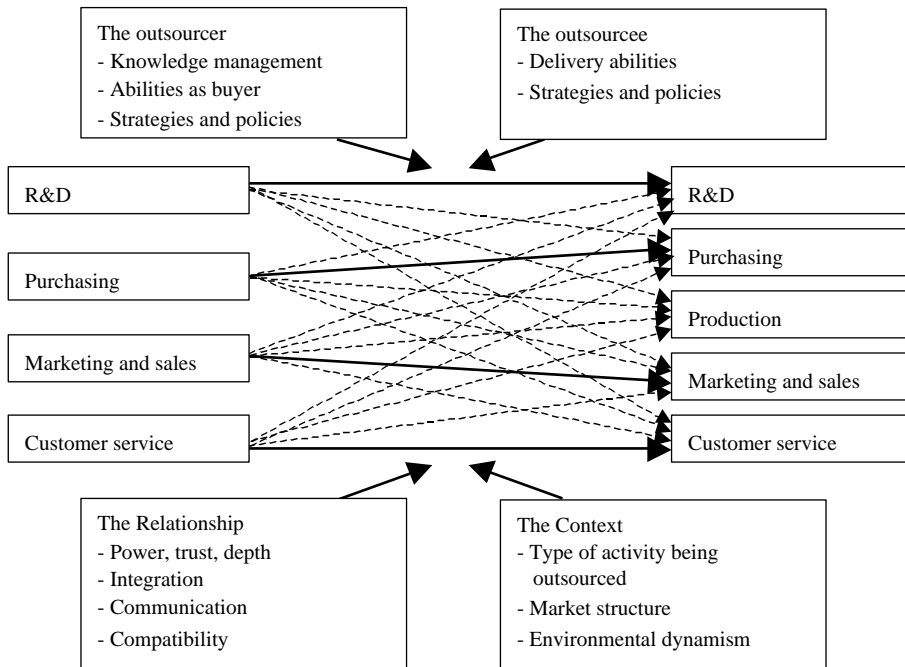 The outsourcer
- Knowledge management
- Abilities as buyer
- Strategies and policies
The outsourcee
- Delivery abilities
- Strategies and policies
R&D
Purchasing
Marketing and sales
Customer service
R&D
Purchasing
Production
Marketing and sales
Customer service
The Relationship
- Power, trust, depth
- Integration
- Communication
- Compatibility
The Context
- Type of activity being
outsourced
- Market structure
- Environmental dynamism